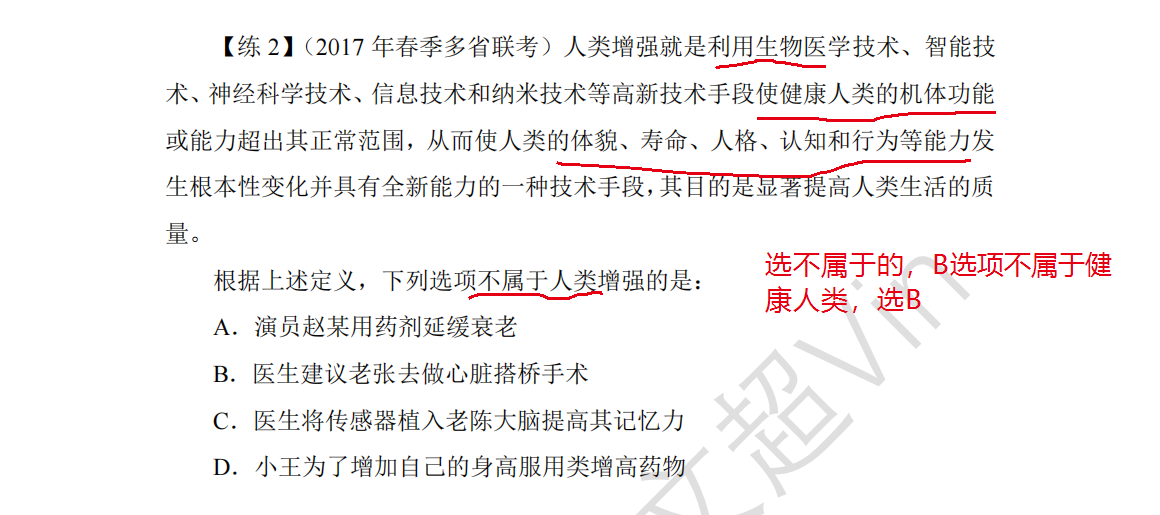 【练 2】（2017 年春季多省联考）人类增强就是利用生物医学技术、智能技
术、神经科学技术、信息技术和纳米技术等高新技术手段使健康人类的机体功能
或能力超出其正常范围，从而使人类的体貌、寿命、人格、认知和行为等能力发
生根本性变化并具有全新能力的一种技术手段，其目的是显著提高人类生活的质
量。
根据上述定义，下列选项不属于人类增强的是：
选不属于的，B选项不属于健
康人类，选B
A．演员赵某用药剂延缓衰老
B．医生建议老张去做心脏搭桥手术
C．医生将传感器植入老陈大脑提高其记忆力
D．小王为了增加自己的身高服用类增高药物
文超Vin